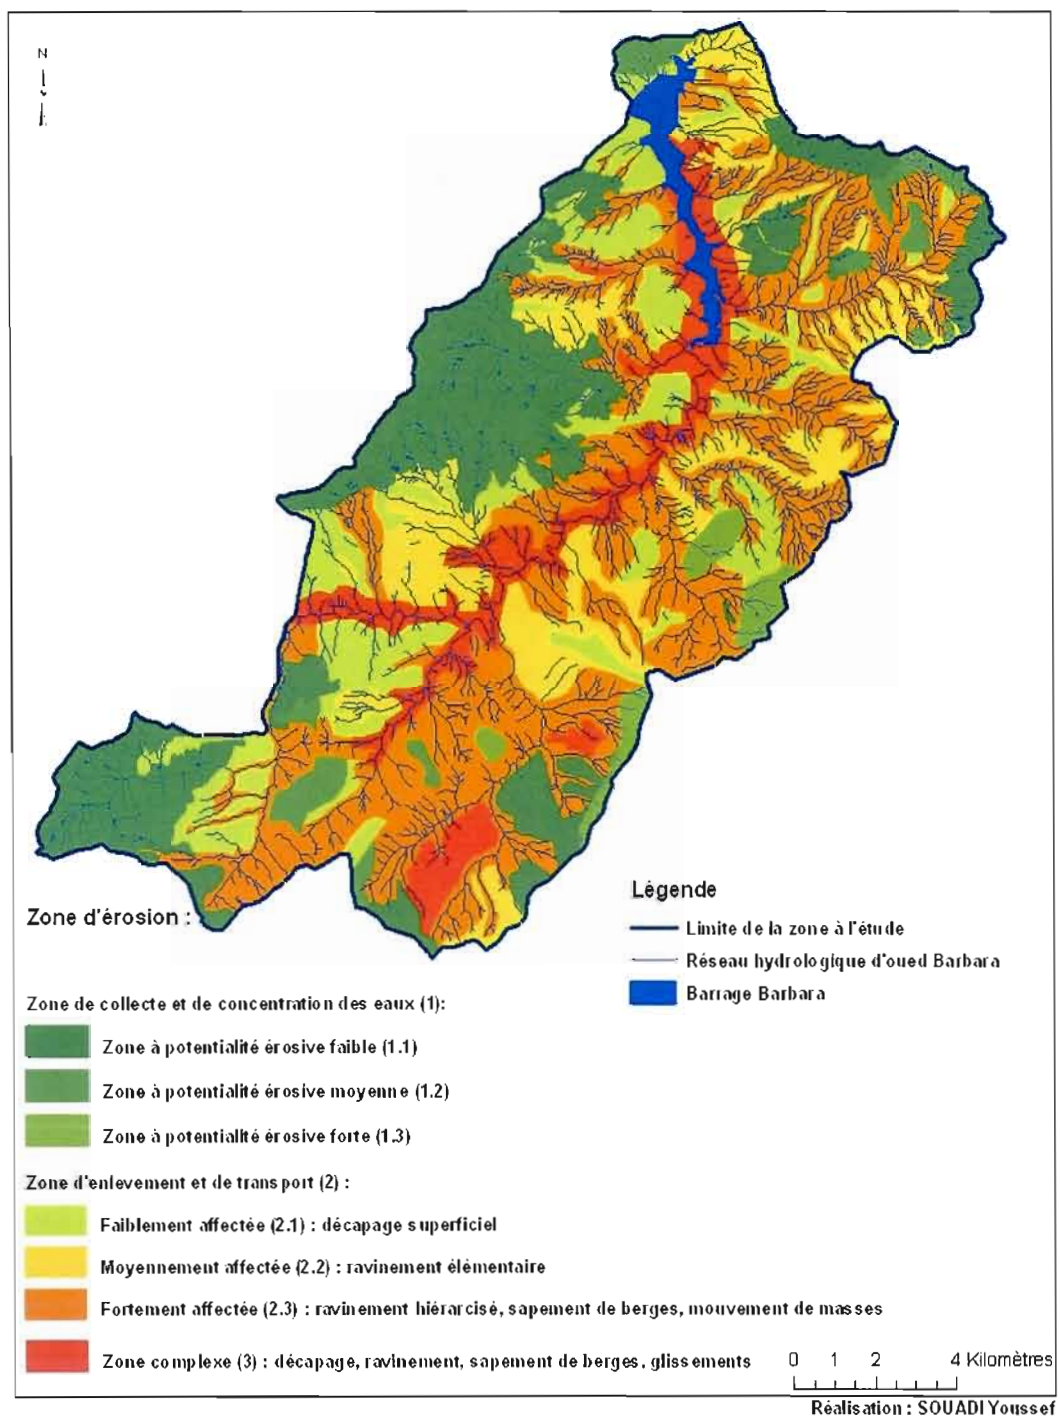 N
Légende
Limite de la zone à l'étude
Réseau hydrologique d'oued Barbara
Barrage Barbara
Zone d'érosion :
Zone de collecte et de concentration des eaux (1):
Zone à potentialité érosive faible (1.1)
Zone à potentialité érosive moyenne (1.2)
Zone à potentialité érosive forte (1.3)
Zone d'enlevement et de transport (2) :
Faiblement affectée (2.1) : décapage superficiel
Moyennement affectée (2.2) : ravinement élémentaire
Fortement affectée (2.3) : ravinement hiérarcisé, sapement de berges, mouvement de masses
Zone complexe (3) : décapage, ravinement, sapement de berges, glissements
0 1 2 4 Kilomètres
Réalisation : SOUADI Youssef